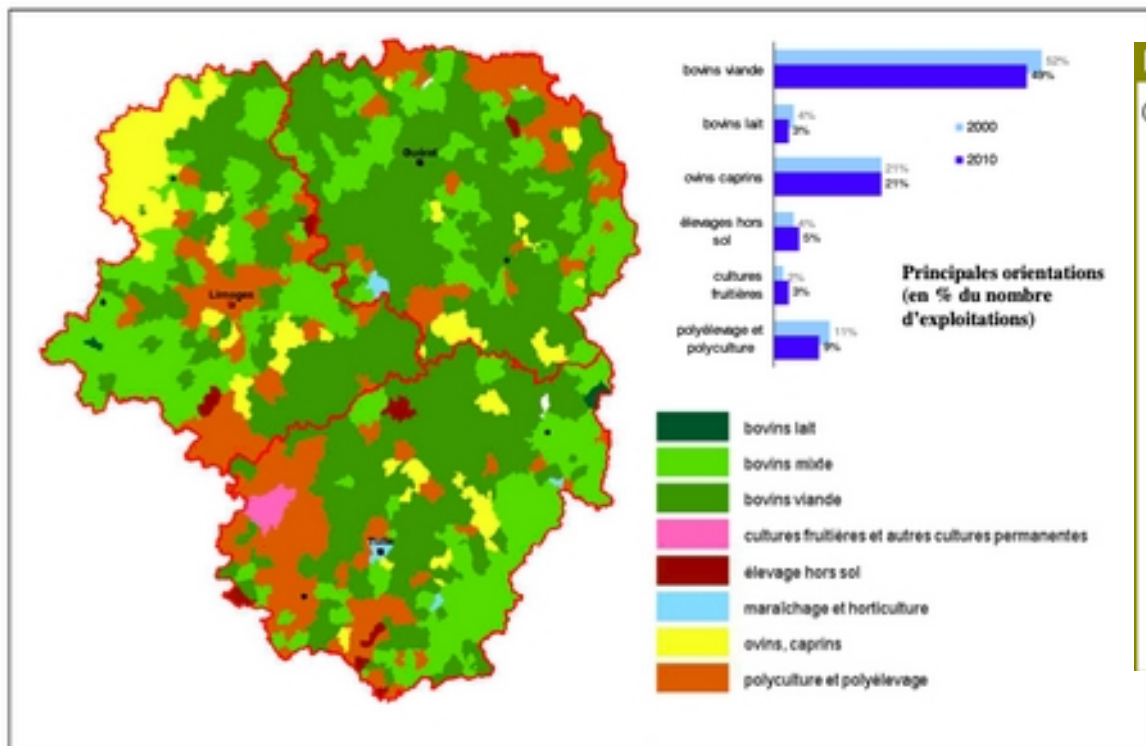 Guéret
Limoges
Tulle
bovins viande
52%
49%
bovins lait
4%
3%
2000
2010
ovins caprins
21%
21%
élevages hors
sol
4%
5%
cultures
fruitières
2%
3%
polyélevage et
polyculture
11%
9%
Principales orientations
(en % du nombre
d'exploitations)
bovins lait
bovins mixte
bovins viande
cultures fruitières et autres cultures permanentes
élevage hors sol
maraîchage et horticulture
ovins, caprins
polyculture et polyélevage